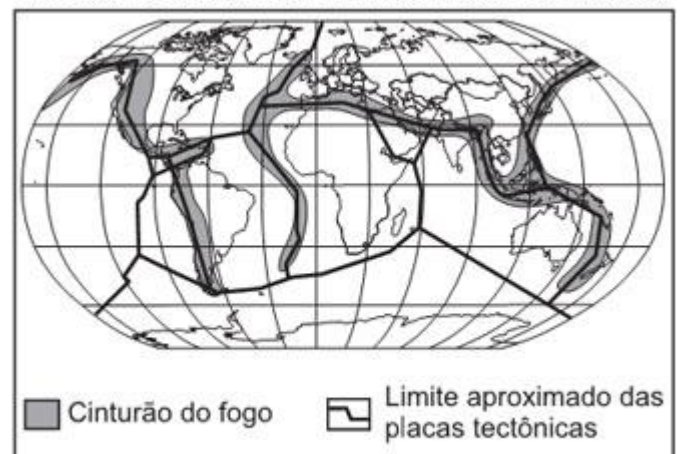 Cinturão do fogo
Limite aproximado das
placas tectônicas